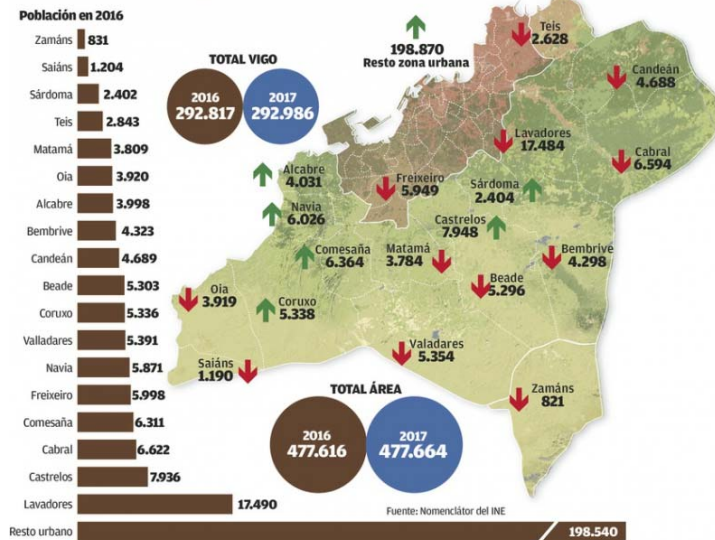 Población en 2016
Zamáns 831
Saiáns 1.204
Sárdoma 2.402
Teis 2.843
Matamá 3.809
Oia 3.920
Alcabre 3.998
Bembrive 4.323
Candeán 4.689
Beade 5.303
Coruxo 5.336
Valladares 5.391
Navia 5.871
Freixeiro 5.998
Comesaña 6.311
Cabral 6.622
Castrelos 7.936
Lavadores 17.490
Resto urbano 198.540
TOTAL VIGO
2016
292.817
2017
292.986
198.870
Resto zona urbana
Teis
2.628
Candeán
4.688
Lavadores
17.484
Cabral
6.594
Alcabre
4.031
Freixeiro
5.949
Sárdoma
2.404
Navia
6.026
Castrelos
7.948
Comesaña
6.364
Matamá
3.784
Bembrive
4.298
Beade
5.296
Oia
3.919
Coruxo
5.338
Valadares
5.354
Saiáns
1.190
Zamáns
821
TOTAL ÁREA
2016
477.616
2017
477.664
Fuente: Nomenclátor del INE